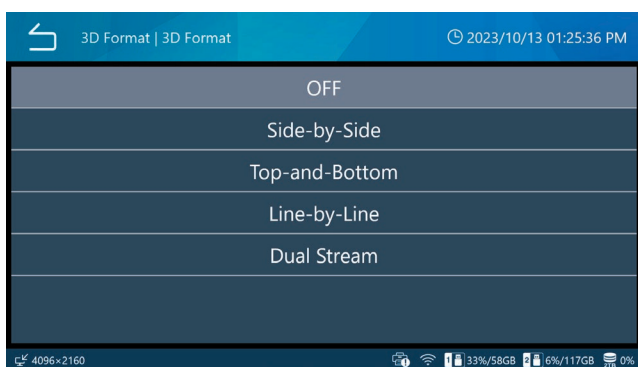 3D Format | 3D Format 2023/10/13 01:25:36 PM
OFF
Side-by-Side
Top-and-Bottom
Line-by-Line
Dual Stream
4096×2160 1 33%/58GB 2 6%/117GB 2TB 0%